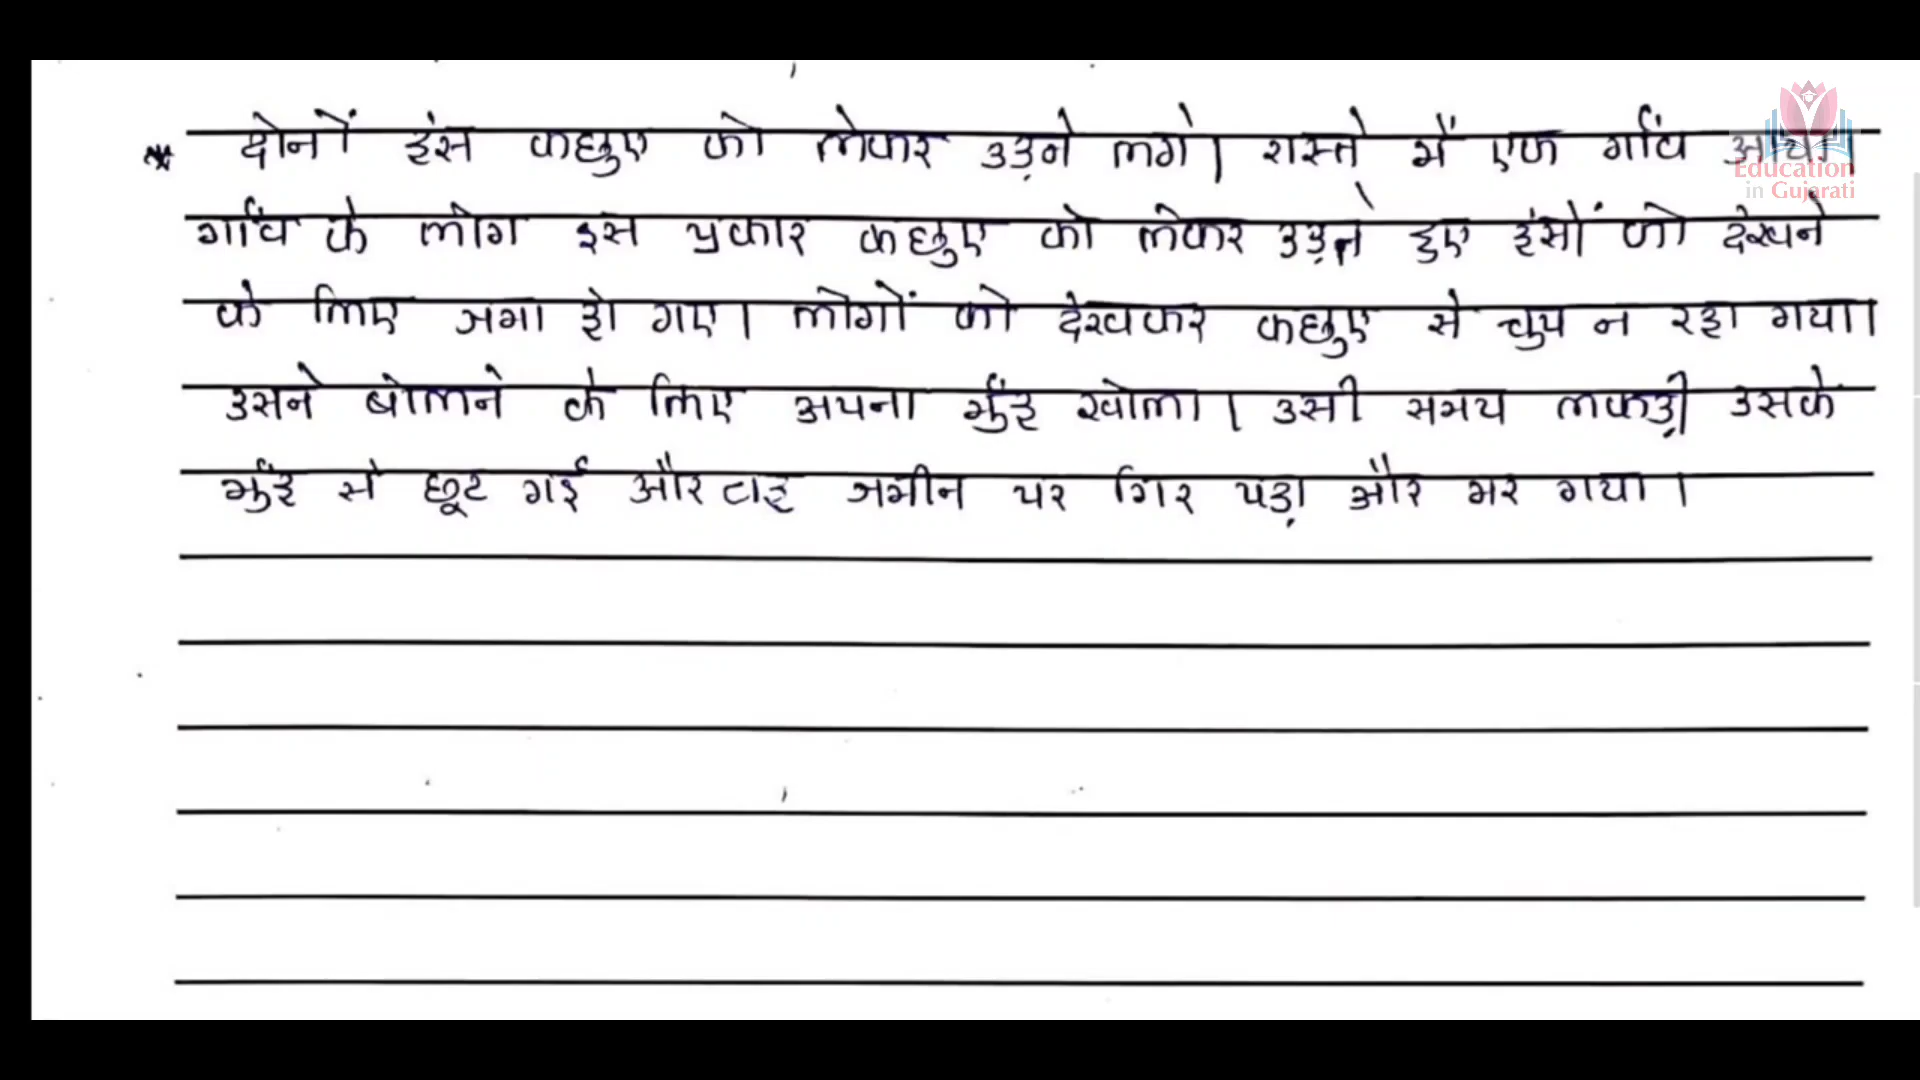 * दोनों हंस कछुए को लेकर उड़ने लगे। रास्ते में एक गाँव आया।
Education
in Gujarati
गाँव के लोग इस प्रकार कछुए को लेकर उड़ते हुए हंसों को देखने
के लिए जमा हो गए। लोगों को देखकर कछुए से चुप न रहा गया।
उसने बोलने के लिए अपना मुँह खोला। उसी समय लकड़ी उसके
मुँह से छूट गई और वह जमीन पर गिर पड़ा और मर गया।